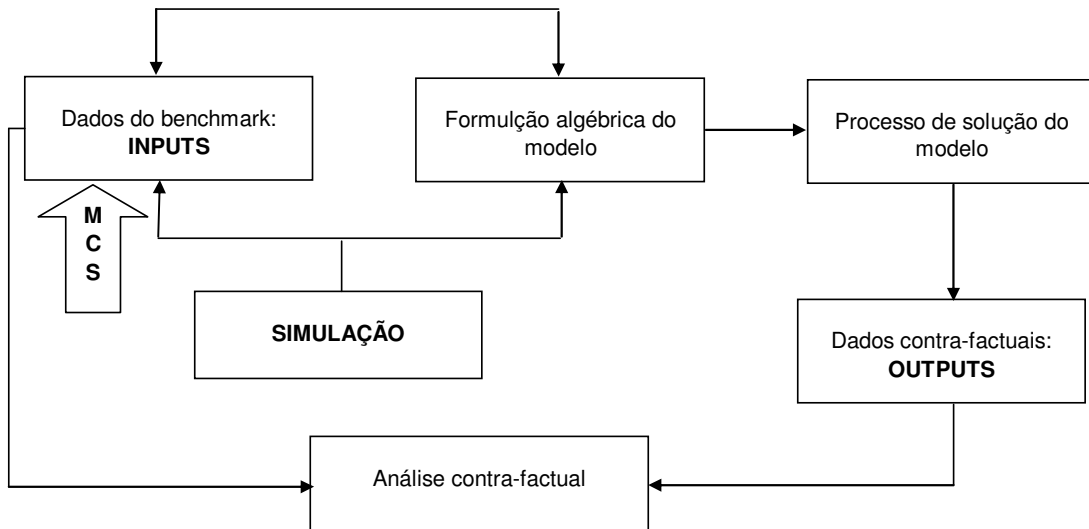 Dados do benchmark:
INPUTS
Formulção algébrica do
modelo
Processo de solução do
modelo
M
C
S
SIMULAÇÃO
Dados contra-factuais:
OUTPUTS
Análise contra-factual